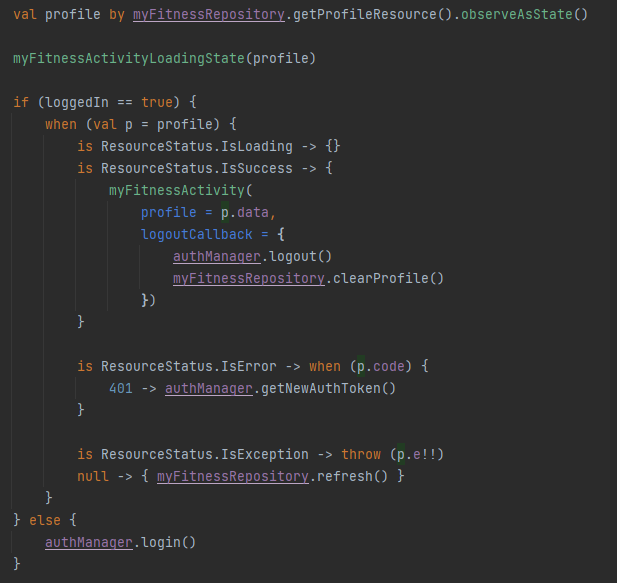 val profile by myFitnessRepository.getProfileResource().observeAsState()
myFitnessActivityLoadingState(profile)
if (loggedIn == true) {
when (val p = profile) {
is ResourceStatus.IsLoading -> {}
is ResourceStatus.IsSuccess -> {
myFitnessActivity(
profile = p.data,
logoutCallback = {
authManager.logout()
myFitnessRepository.clearProfile()
})
}
is ResourceStatus.IsError -> when (p.code) {
401 -> authManager.getNewAuthToken()
}
is ResourceStatus.IsException -> throw (p.e!!)
null -> { myFitnessRepository.refresh() }
}
} else {
authManager.login()
}